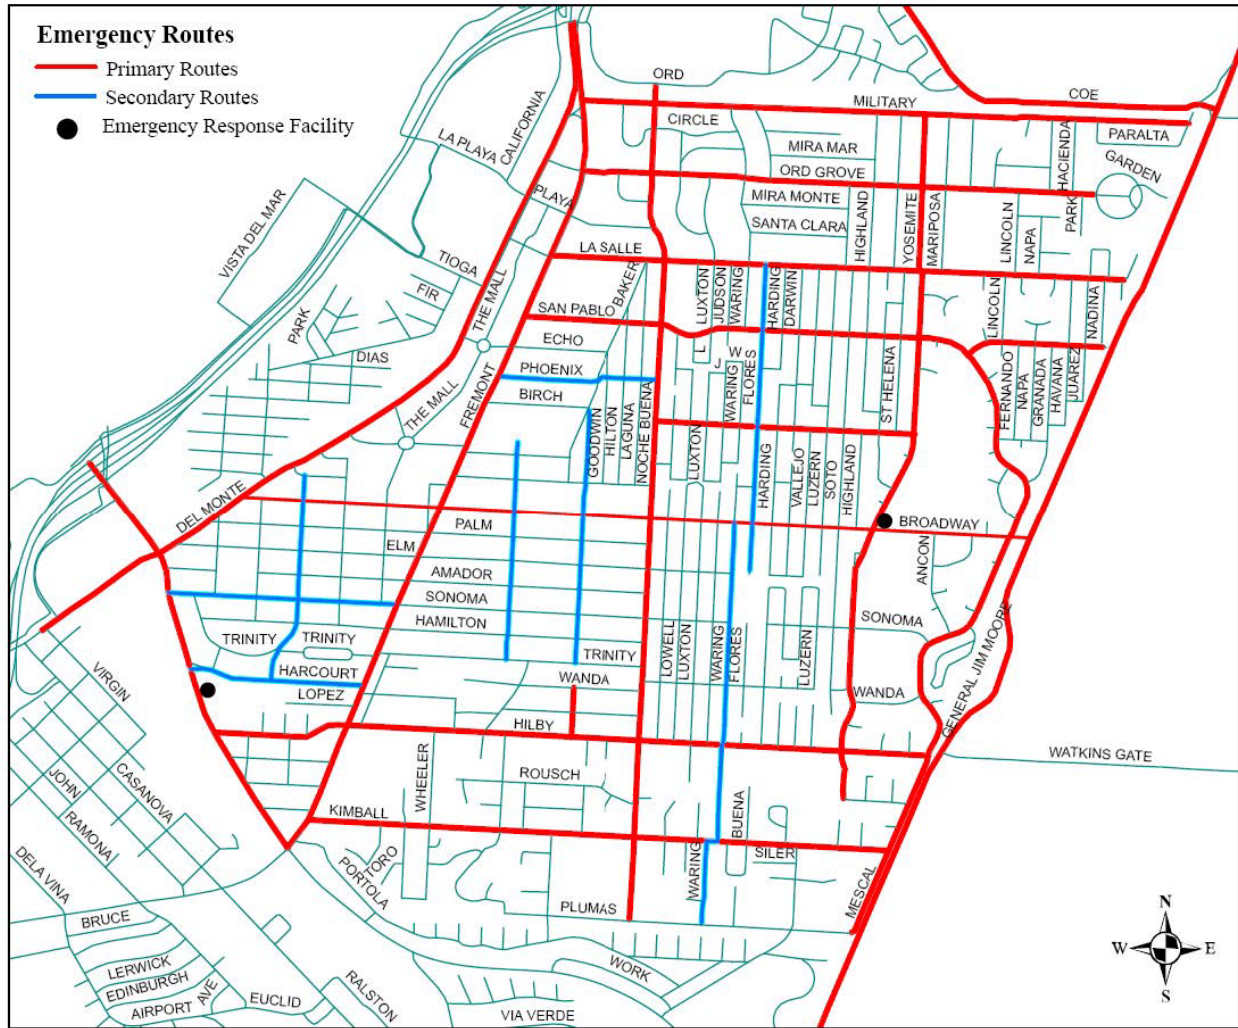 Emergency Routes
Primary Routes
Secondary Routes
Emergency Response Facility
ORD
COE
MILITARY
CIRCLE
PARALTA
CALIFORNIA
LA PLAYA
MIRA MAR
HACIENDA
GARDEN
ORD GROVE
PLAYA
MIRA MONTE
VISTA DEL MAR
HIGHLAND
YOSEMITE
MARIPOSA
LINCOLN
NAPA
PARK
SANTA CLARA
LA SALLE
TIOGA
BAKER
FIR
THE MALL
LUXTON
JUDSON
WARING
HARDING
DARWIN
SAN PABLO
LINCOLN
NADINA
PARK
ECHO
DIAS
L
J
W
PHOENIX
WARING
FLORES
ST HELENA
FERNANDO
NAPA
GRANADA
HAVANA
JUAREZ
BIRCH
THE MALL
FREMONT
GOODWIN
HILTON
LAGUNA
NOCHE BUENA
LUXTON
HARDING
VALLEJO
LUZERN
SOTO
HIGHLAND
DEL MONTE
PALM
BROADWAY
ELM
ANCON
AMADOR
SONOMA
HAMILTON
SONOMA
TRINITY
TRINITY
TRINITY
LOWELL
LUXTON
WARING
FLORES
LUZERN
GENERAL JIM MOORE
HARCOURT
WANDA
LOPEZ
WANDA
VIRGIN
HILBY
WATKINS GATE
WHEELER
ROUSCH
CASANOVA
JOHN
KIMBALL
BUENA
RAMONA
TORO
PORTOLA
WARING
SILER
DELA VINA
MESCAL
PLUMAS
BRUCE
N
W
E
S
LERWICK
EDINBURGH
AIRPORT
AVE
EUCLID
RALSTON
WORK
VIA VERDE